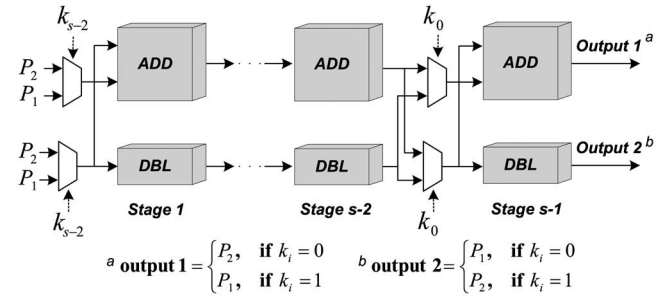 k_{s-2} k_0
P_2
P_1
ADD ADD ADD
Output 1^a
P_2
P_1
DBL DBL DBL
Output 2^b
k_{s-2} Stage 1 Stage s-2 k_0 Stage s-1
^a output 1 = { P_2, if k_i = 0
P_1, if k_i = 1
^b output 2 = { P_1, if k_i = 0
P_2, if k_i = 1